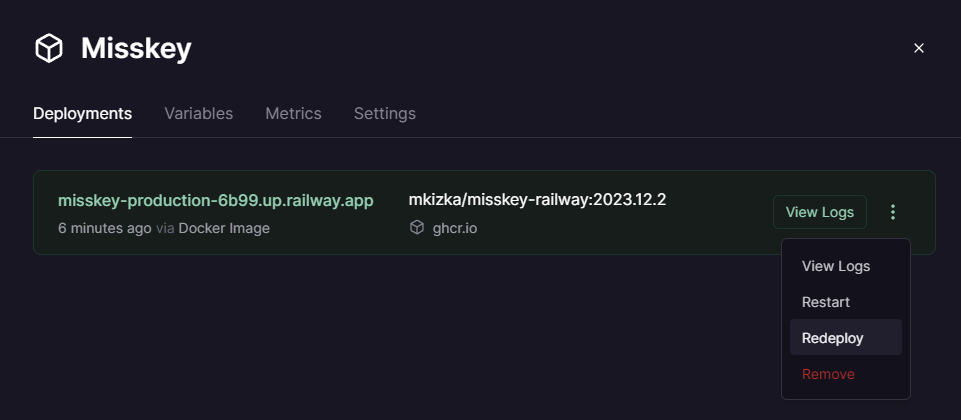 Misskey
Deployments Variables Metrics Settings
misskey-production-6b99.up.railway.app mkizka/misskey-railway:2023.12.2
6 minutes ago via Docker Image ghcr.io
View Logs
View Logs
Restart
Redeploy
Remove